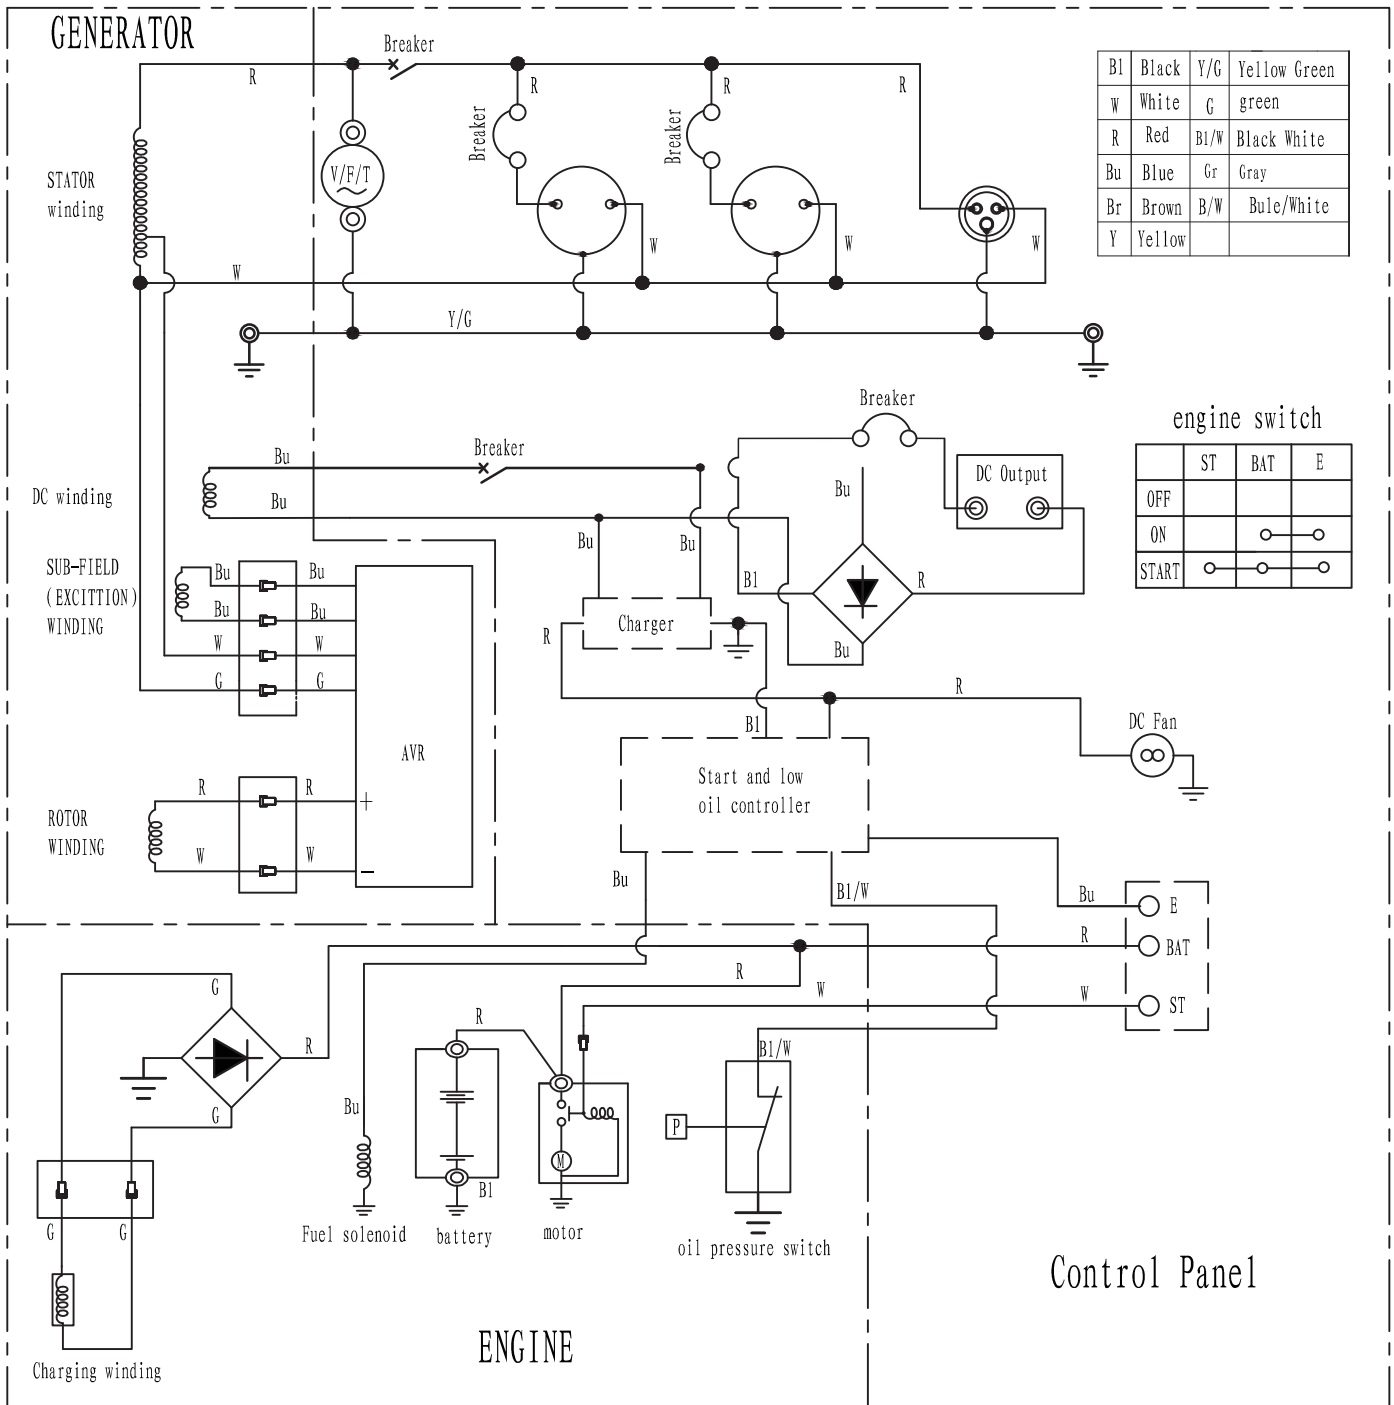 GENERATOR
Breaker
R
R
R
R
Breaker
Breaker
V/F/T
STATOR
winding
W
W
W
W
Y/G
B1 Black Y/G Yellow Green
W White G green
R Red B1/W Black White
Bu Blue Gr Gray
Br Brown B/W Bule/White
Y Yellow
Breaker
engine switch
ST BAT E
OFF
ON
START
Bu
Breaker
DC Output
DC winding
Bu
Bu
Bu
Bu
SUB-FIELD
(EXCITTION)
WINDING
Bu Bu
Bu Bu
W W
G G
B1
R
Charger
R
Bu
R
B1
DC Fan
AVR
Start and low
oil controller
ROTOR
WINDING
R R +
W W −
Bu
B1/W
Bu
E
R
BAT
W
ST
G
R
R
W
R
B1/W
G
Bu
P
M
B1
G
G
Fuel solenoid
battery
motor
oil pressure switch
Control Panel
ENGINE
Charging winding